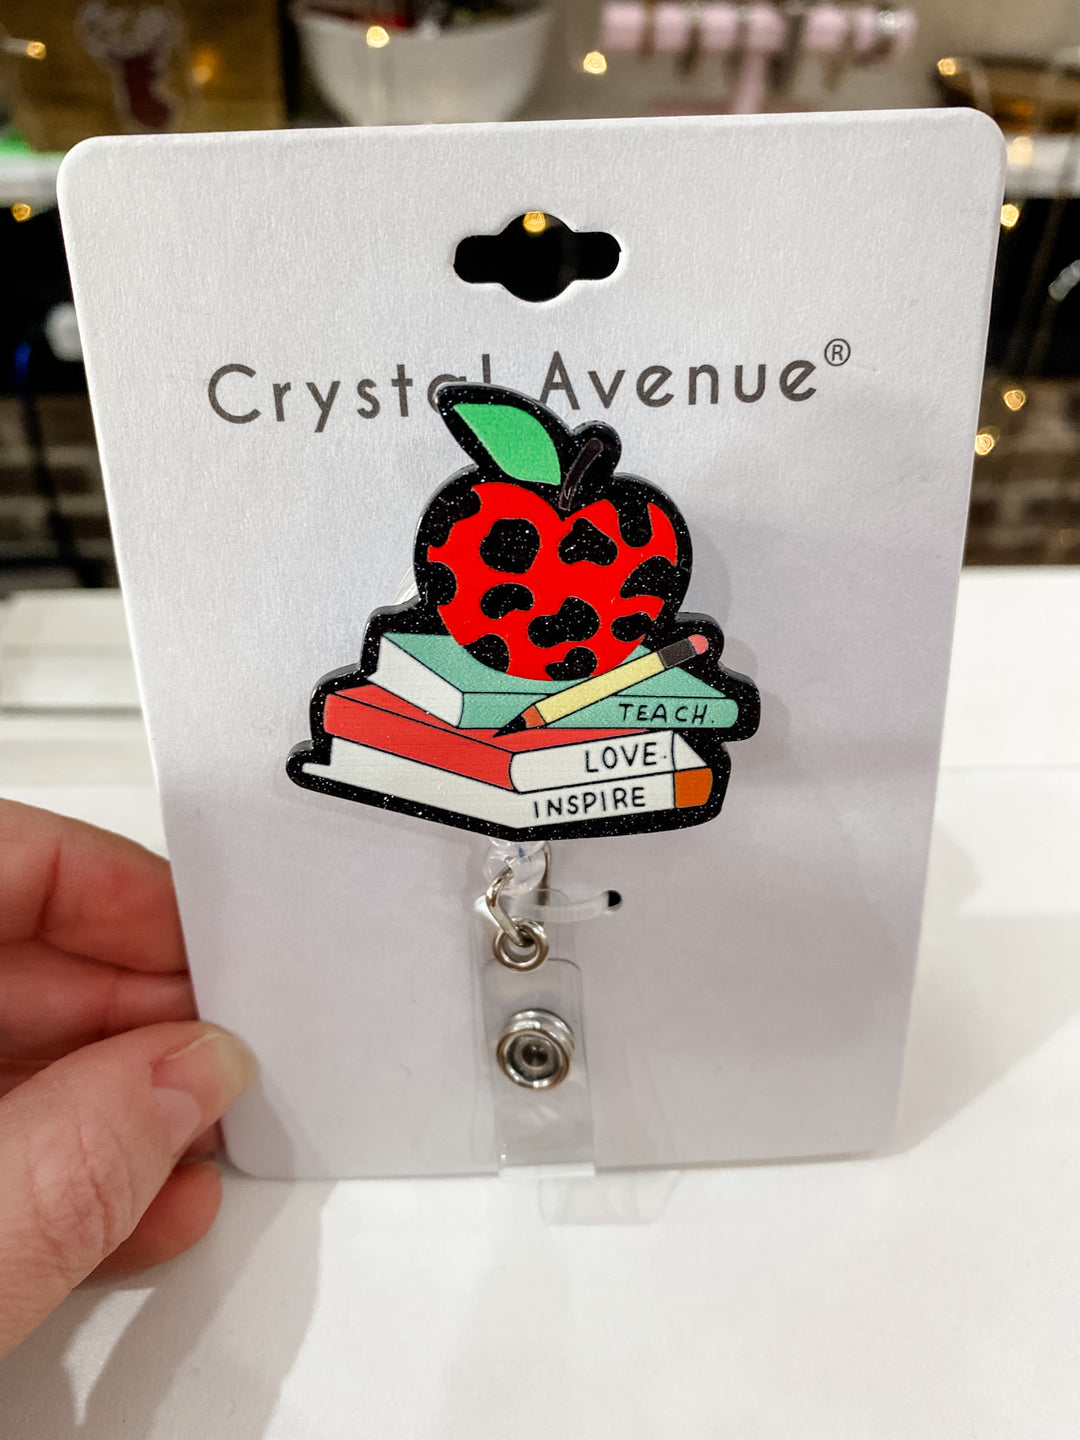 Crystal Avenue®
TEACH.
LOVE
INSPIRE